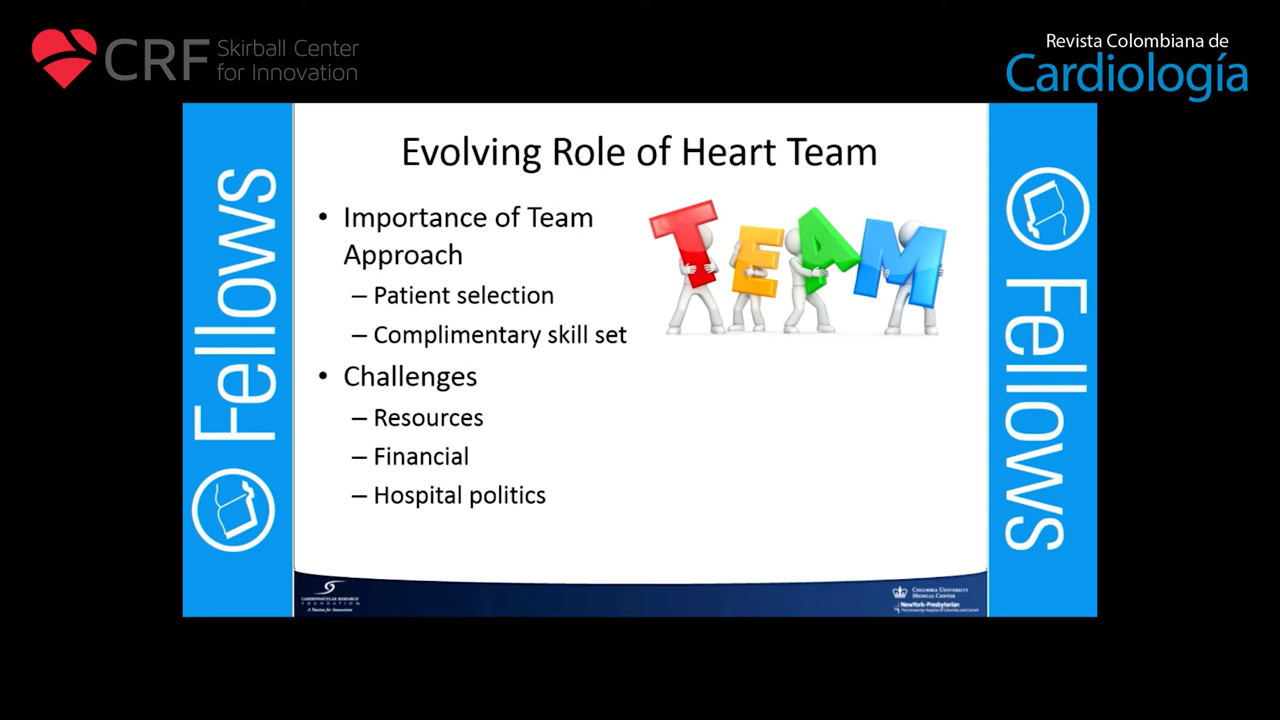 CRF
Skirball Center
for Innovation
Revista Colombiana de
Cardiología
Fellows
Evolving Role of Heart Team
• Importance of Team
Approach
– Patient selection
– Complimentary skill set
• Challenges
– Resources
– Financial
– Hospital politics
TEAM
Fellows
CARDIOVASCULAR RESEARCH
FOUNDATION
A Passion for Innovation
COLUMBIA UNIVERSITY
MEDICAL CENTER
NewYork-Presbyterian